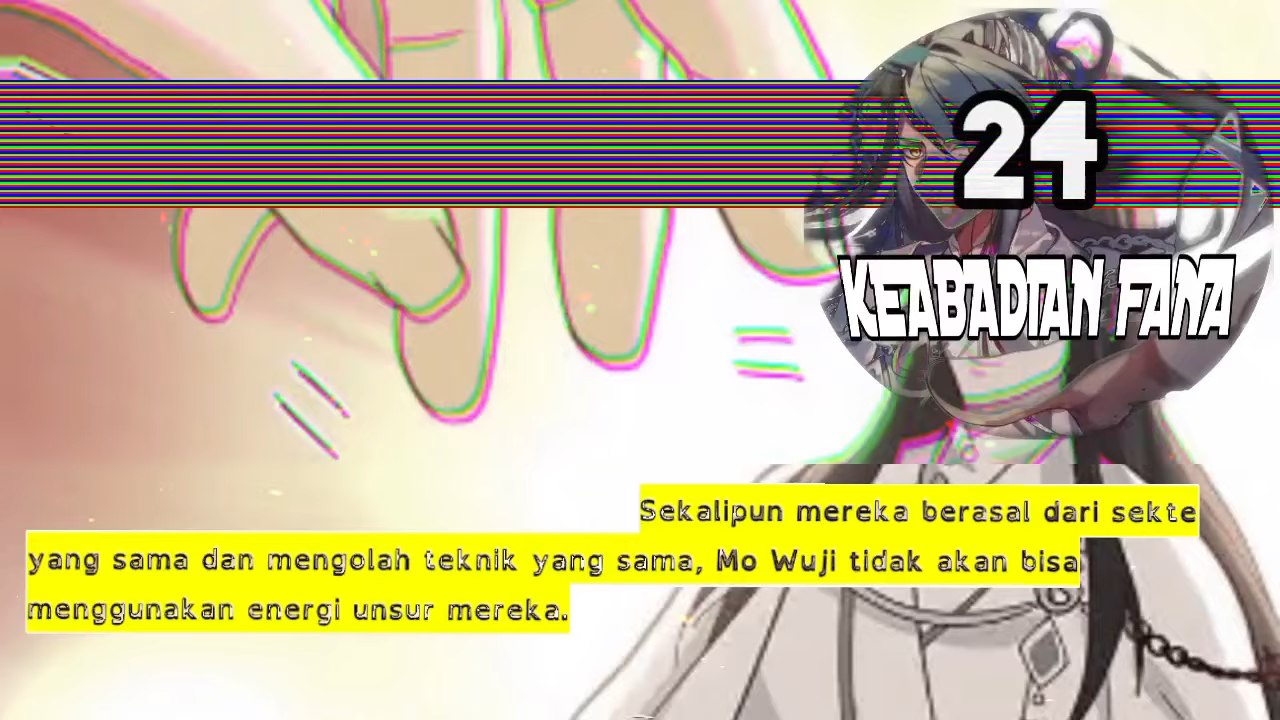 24
KEABADIAN FANA
Sekalipun mereka berasal dari sekte
yang sama dan mengolah teknik yang sama, Mo Wuji tidak akan bisa
menggunakan energi unsur mereka.